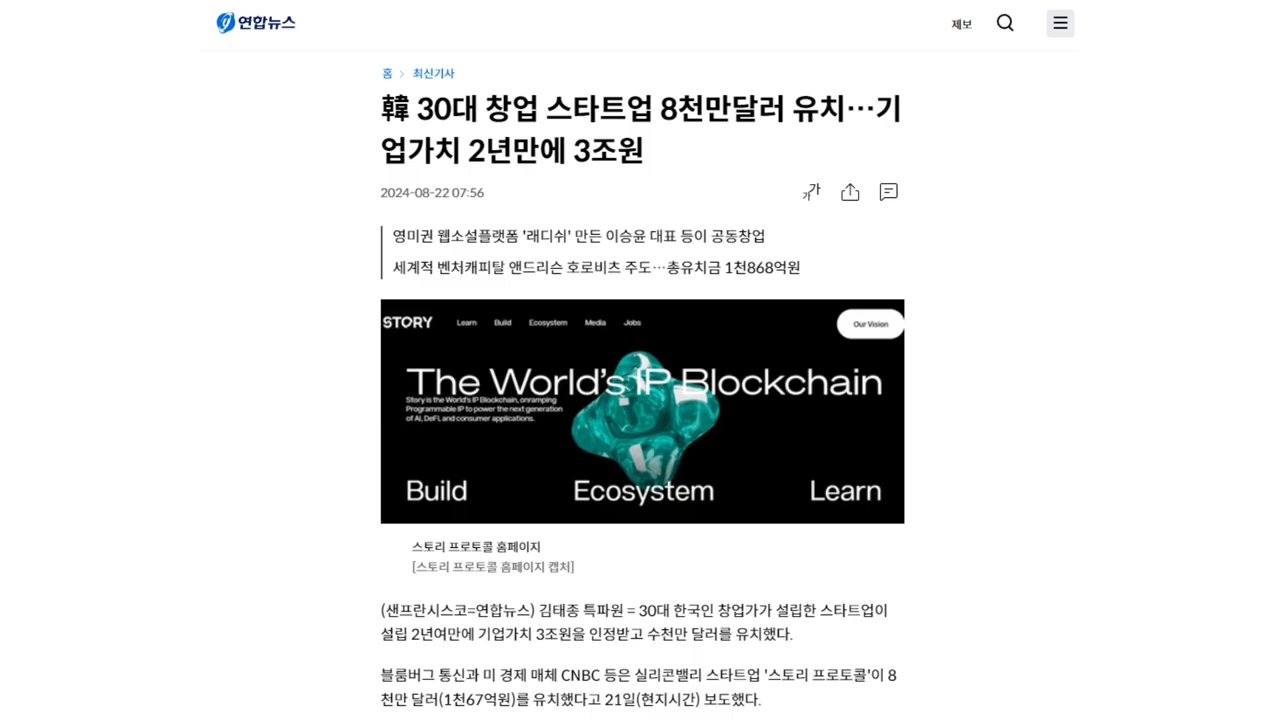 연합뉴스
제보
홈 > 최신기사
韓 30대 창업 스타트업 8천만달러 유치…기
업가치 2년만에 3조원
2024-08-22 07:56
가가
영미권 웹소설플랫폼 '래디쉬' 만든 이승윤 대표 등이 공동창업
세계적 벤처캐피탈 앤드리슨 호로비츠 주도…총유치금 1천868억원
STORY Learn Build Ecosystem Media Jobs Our Vision
The World's IP Blockchain
Story is the World's IP Blockchain, onramping
Programmable IP to power the next generation
of AI, DeFi, and consumer applications.
Build Ecosystem Learn
스토리 프로토콜 홈페이지
[스토리 프로토콜 홈페이지 캡처]
(샌프란시스코=연합뉴스) 김태종 특파원 = 30대 한국인 창업가가 설립한 스타트업이
설립 2년여만에 기업가치 3조원을 인정받고 수천만 달러를 유치했다.
블룸버그 통신과 미 경제 매체 CNBC 등은 실리콘밸리 스타트업 '스토리 프로토콜'이 8
천만 달러(1천67억원)를 유치했다고 21일(현지시간) 보도했다.